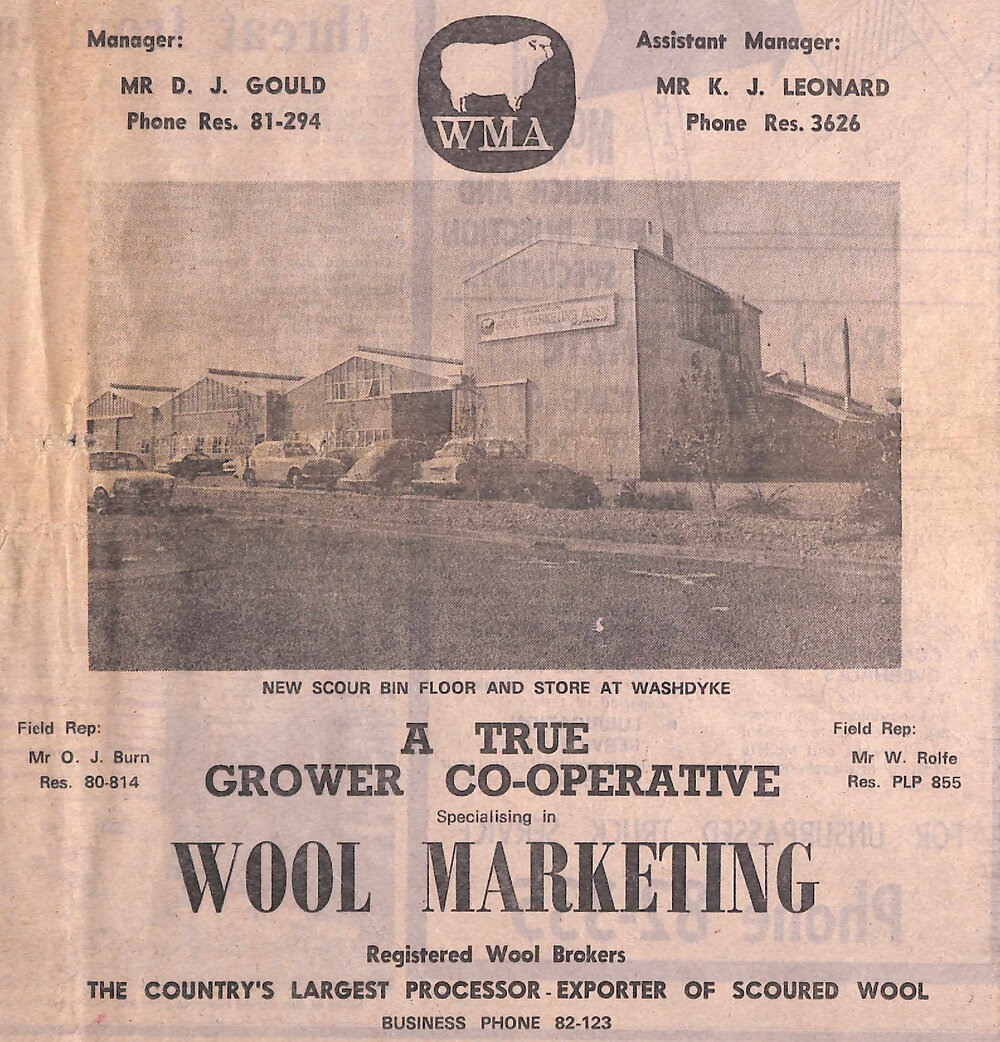 Manager:
MR D. J. GOULD
Phone Res. 81-294
WMA
Assistant Manager:
MR K. J. LEONARD
Phone Res. 3626
WOOL MARKETING ASSN
NEW SCOUR BIN FLOOR AND STORE AT WASHDYKE
Field Rep:
Mr O. J. Burn
Res. 80-814
A TRUE
GROWER CO-OPERATIVE
Specialising in
WOOL MARKETING
Field Rep:
Mr W. Rolfe
Res. PLP 855
Registered Wool Brokers
THE COUNTRY'S LARGEST PROCESSOR-EXPORTER OF SCOURED WOOL
BUSINESS PHONE 82-123